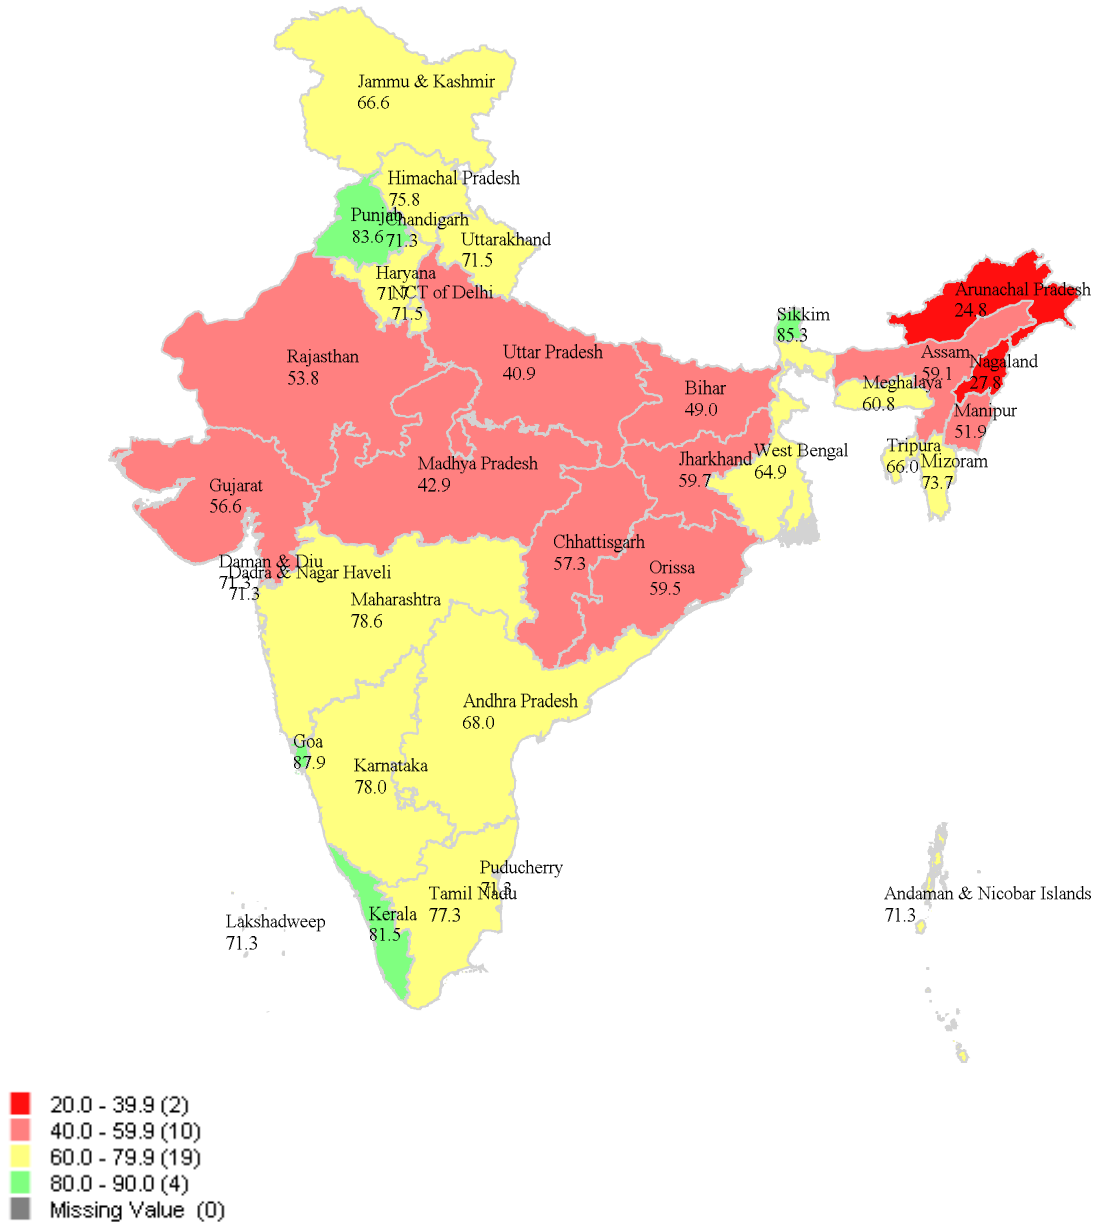 Jammu & Kashmir
66.6
Himachal Pradesh
75.8
Punjab
83.6
Chandigarh
71.3
Uttarakhand
71.5
Haryana
71.7
NCT of Delhi
71.5
Rajasthan
53.8
Uttar Pradesh
40.9
Bihar
49.0
Sikkim
85.3
Arunachal Pradesh
24.8
Assam
59.1
Nagaland
27.8
Meghalaya
60.8
Manipur
51.9
Tripura
66.0
Mizoram
73.7
West Bengal
64.9
Jharkhand
59.7
Madhya Pradesh
42.9
Gujarat
56.6
Chhattisgarh
57.3
Orissa
59.5
Daman & Diu
71.3
Dadra & Nagar Haveli
71.3
Maharashtra
78.6
Andhra Pradesh
68.0
Goa
87.9
Karnataka
78.0
Puducherry
71.3
Tamil Nadu
77.3
Kerala
81.5
Lakshadweep
71.3
Andaman & Nicobar Islands
71.3
20.0 - 39.9 (2)
40.0 - 59.9 (10)
60.0 - 79.9 (19)
80.0 - 90.0 (4)
Missing Value (0)